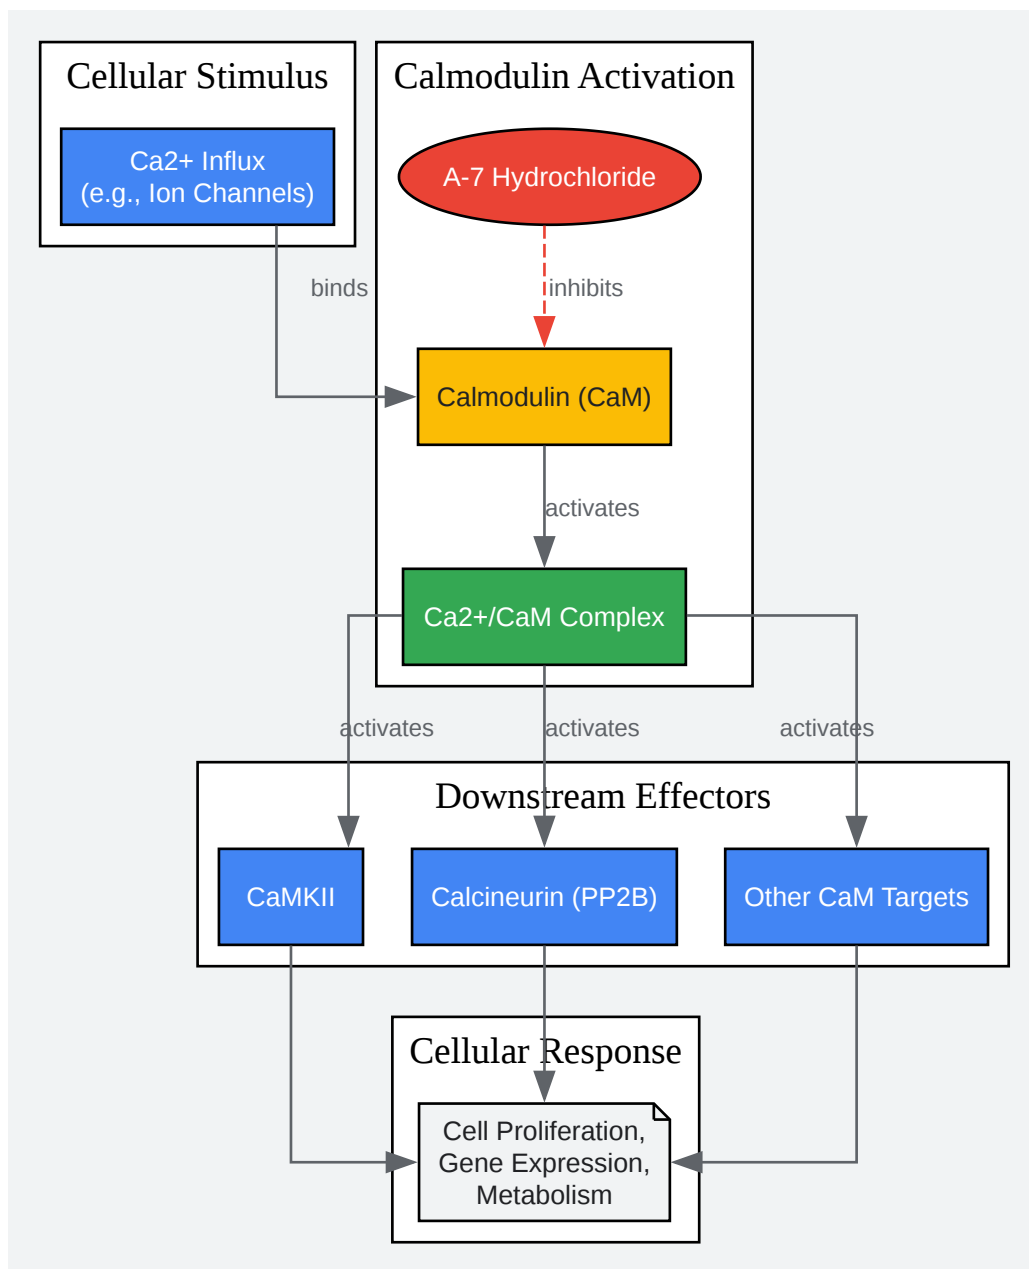 Cellular Stimulus
Calmodulin Activation
Ca2+ Influx
(e.g., Ion Channels)
A-7 Hydrochloride
binds
inhibits
Calmodulin (CaM)
activates
Ca2+/CaM Complex
activates
activates
activates
Downstream Effectors
CaMKII
Calcineurin (PP2B)
Other CaM Targets
Cellular Response
Cell Proliferation,
Gene Expression,
Metabolism